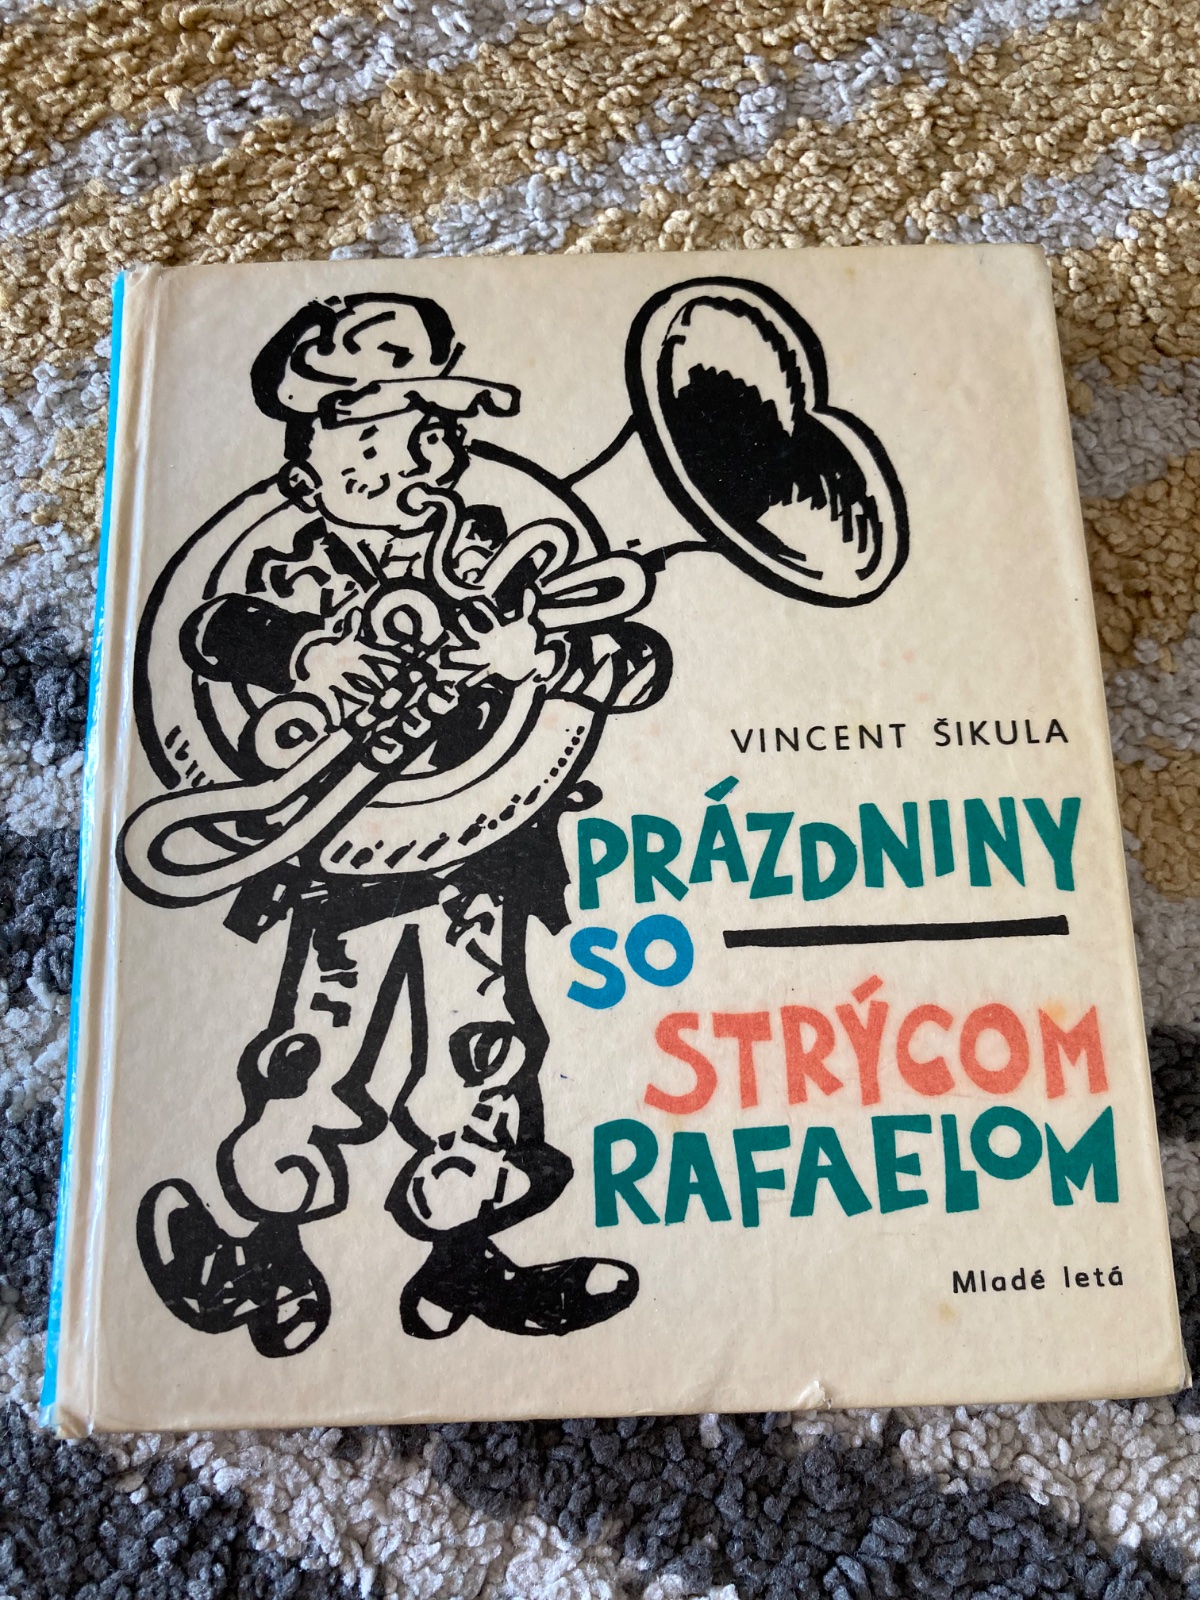 VINCENT ŠIKULA
PRÁZDNINY
SO
STRÝCOM
RAFAELOM
Mladé letá